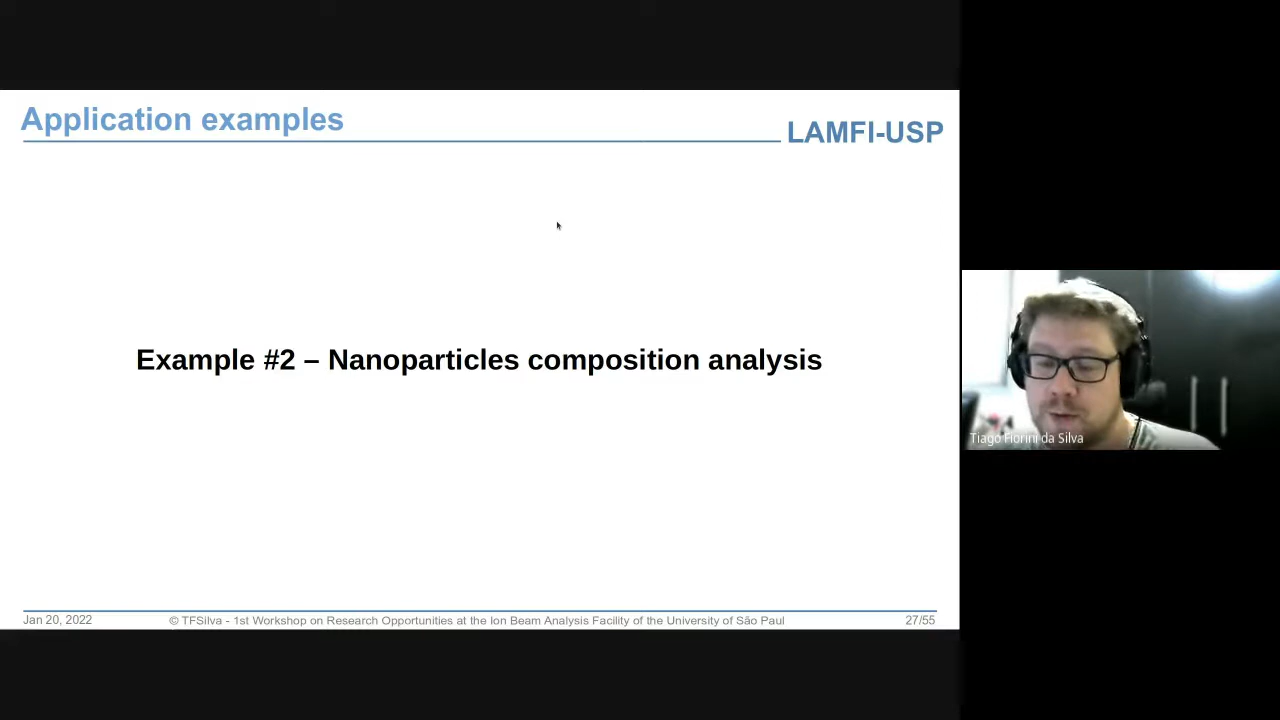 Application examples
LAMFI-USP
Example #2 – Nanoparticles composition analysis
Tiago Fiorini da Silva
Jan 20, 2022
© TFSilva - 1st Workshop on Research Opportunities at the Ion Beam Analysis Facility of the University of São Paul
27/55